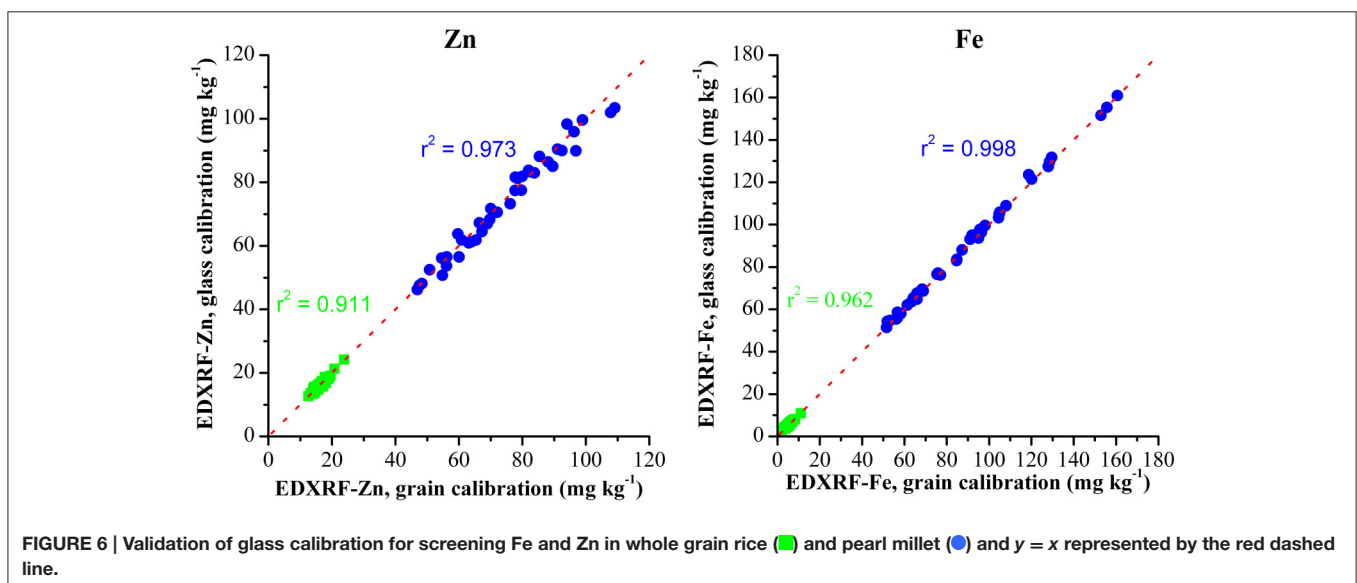 Zn
EDXRF-Zn, glass calibration (mg kg⁻¹)
120
100
80
60
40
20
0
r² = 0.973
r² = 0.911
0 20 40 60 80 100 120
EDXRF-Zn, grain calibration (mg kg⁻¹)
Fe
EDXRF-Fe, glass calibration (mg kg⁻¹)
180
160
140
120
100
80
60
40
20
0
r² = 0.998
r² = 0.962
0 20 40 60 80 100 120 140 160 180
EDXRF-Fe, grain calibration (mg kg⁻¹)
FIGURE 6 | Validation of glass calibration for screening Fe and Zn in whole grain rice (■) and pearl millet (●) and y = x represented by the red dashed
line.